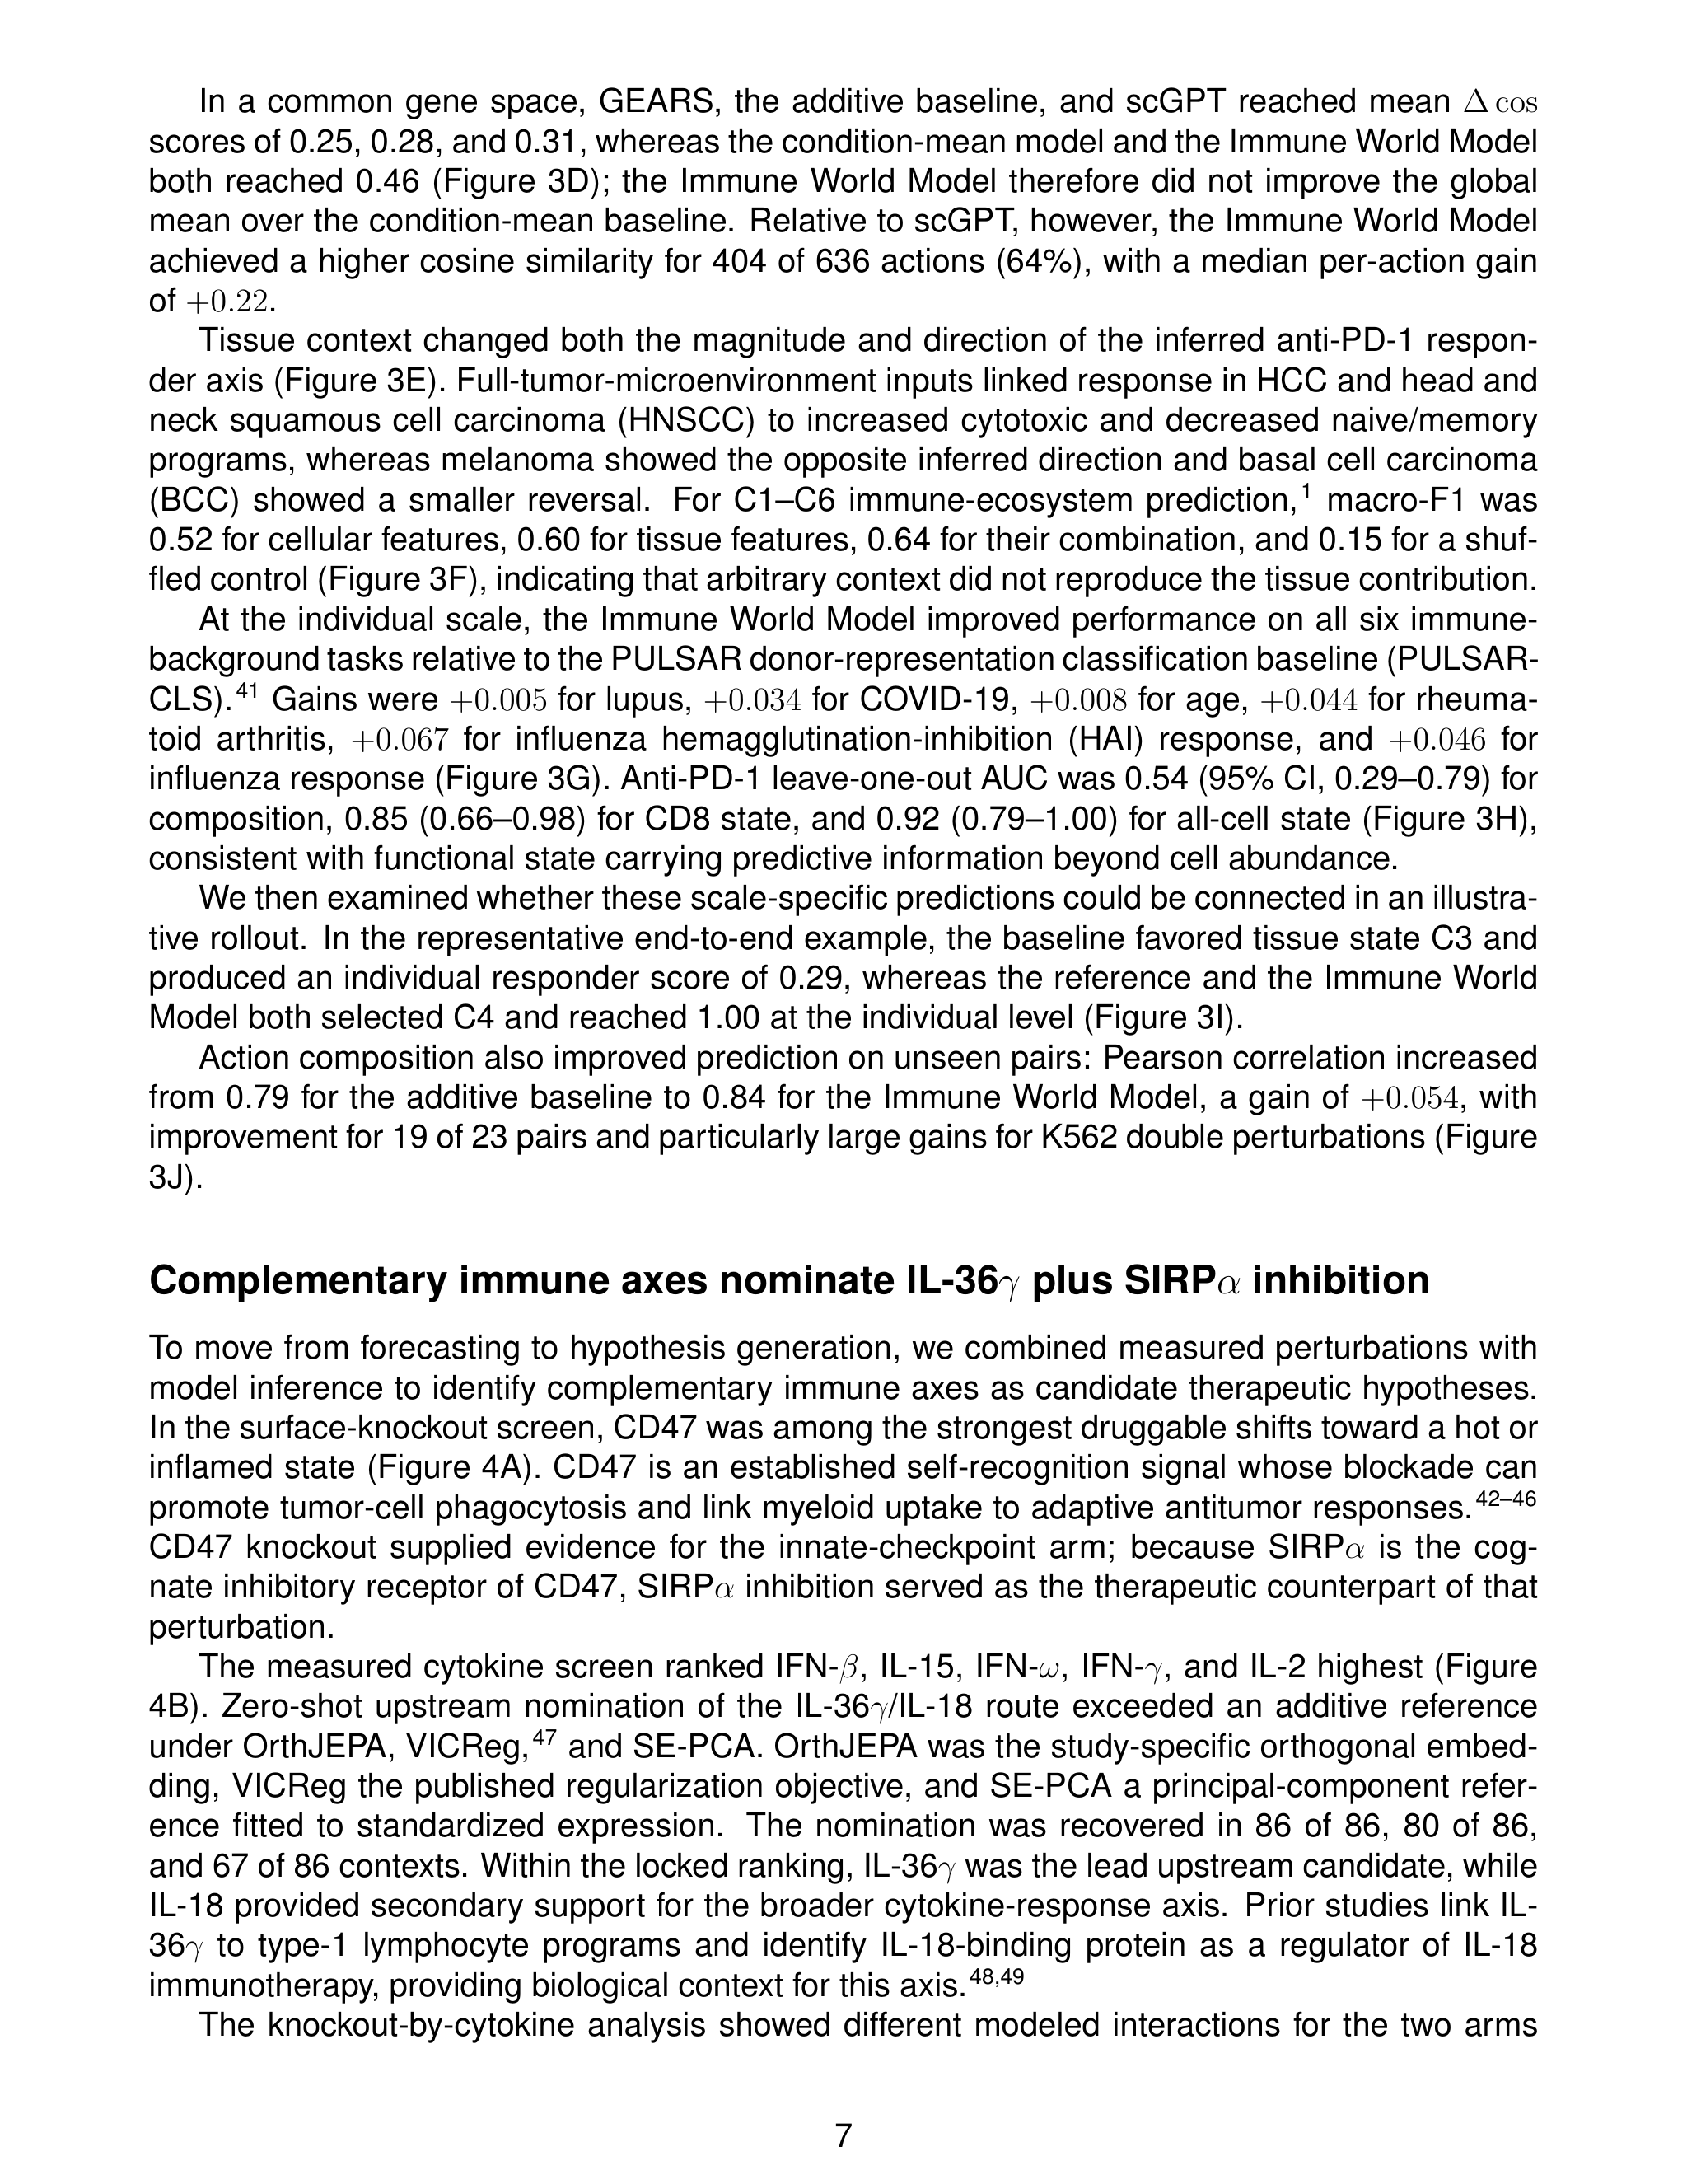 In a common gene space, GEARS, the additive baseline, and scGPT reached mean Δ cos
scores of 0.25, 0.28, and 0.31, whereas the condition-mean model and the Immune World Model
both reached 0.46 (Figure 3D); the Immune World Model therefore did not improve the global
mean over the condition-mean baseline. Relative to scGPT, however, the Immune World Model
achieved a higher cosine similarity for 404 of 636 actions (64%), with a median per-action gain
of +0.22.
Tissue context changed both the magnitude and direction of the inferred anti-PD-1 respon-
der axis (Figure 3E). Full-tumor-microenvironment inputs linked response in HCC and head and
neck squamous cell carcinoma (HNSCC) to increased cytotoxic and decreased naive/memory
programs, whereas melanoma showed the opposite inferred direction and basal cell carcinoma
(BCC) showed a smaller reversal. For C1–C6 immune-ecosystem prediction,1 macro-F1 was
0.52 for cellular features, 0.60 for tissue features, 0.64 for their combination, and 0.15 for a shuf-
fled control (Figure 3F), indicating that arbitrary context did not reproduce the tissue contribution.
At the individual scale, the Immune World Model improved performance on all six immune-
background tasks relative to the PULSAR donor-representation classification baseline (PULSAR-
CLS).41 Gains were +0.005 for lupus, +0.034 for COVID-19, +0.008 for age, +0.044 for rheuma-
toid arthritis, +0.067 for influenza hemagglutination-inhibition (HAI) response, and +0.046 for
influenza response (Figure 3G). Anti-PD-1 leave-one-out AUC was 0.54 (95% CI, 0.29–0.79) for
composition, 0.85 (0.66–0.98) for CD8 state, and 0.92 (0.79–1.00) for all-cell state (Figure 3H),
consistent with functional state carrying predictive information beyond cell abundance.
We then examined whether these scale-specific predictions could be connected in an illustra-
tive rollout. In the representative end-to-end example, the baseline favored tissue state C3 and
produced an individual responder score of 0.29, whereas the reference and the Immune World
Model both selected C4 and reached 1.00 at the individual level (Figure 3I).
Action composition also improved prediction on unseen pairs: Pearson correlation increased
from 0.79 for the additive baseline to 0.84 for the Immune World Model, a gain of +0.054, with
improvement for 19 of 23 pairs and particularly large gains for K562 double perturbations (Figure
3J).
Complementary immune axes nominate IL-36γ plus SIRPα inhibition
To move from forecasting to hypothesis generation, we combined measured perturbations with
model inference to identify complementary immune axes as candidate therapeutic hypotheses.
In the surface-knockout screen, CD47 was among the strongest druggable shifts toward a hot or
inflamed state (Figure 4A). CD47 is an established self-recognition signal whose blockade can
promote tumor-cell phagocytosis and link myeloid uptake to adaptive antitumor responses.42–46
CD47 knockout supplied evidence for the innate-checkpoint arm; because SIRPα is the cog-
nate inhibitory receptor of CD47, SIRPα inhibition served as the therapeutic counterpart of that
perturbation.
The measured cytokine screen ranked IFN-β, IL-15, IFN-ω, IFN-γ, and IL-2 highest (Figure
4B). Zero-shot upstream nomination of the IL-36γ/IL-18 route exceeded an additive reference
under OrthJEPA, VICReg,47 and SE-PCA. OrthJEPA was the study-specific orthogonal embed-
ding, VICReg the published regularization objective, and SE-PCA a principal-component refer-
ence fitted to standardized expression. The nomination was recovered in 86 of 86, 80 of 86,
and 67 of 86 contexts. Within the locked ranking, IL-36γ was the lead upstream candidate, while
IL-18 provided secondary support for the broader cytokine-response axis. Prior studies link IL-
36γ to type-1 lymphocyte programs and identify IL-18-binding protein as a regulator of IL-18
immunotherapy, providing biological context for this axis.48,49
The knockout-by-cytokine analysis showed different modeled interactions for the two arms
7